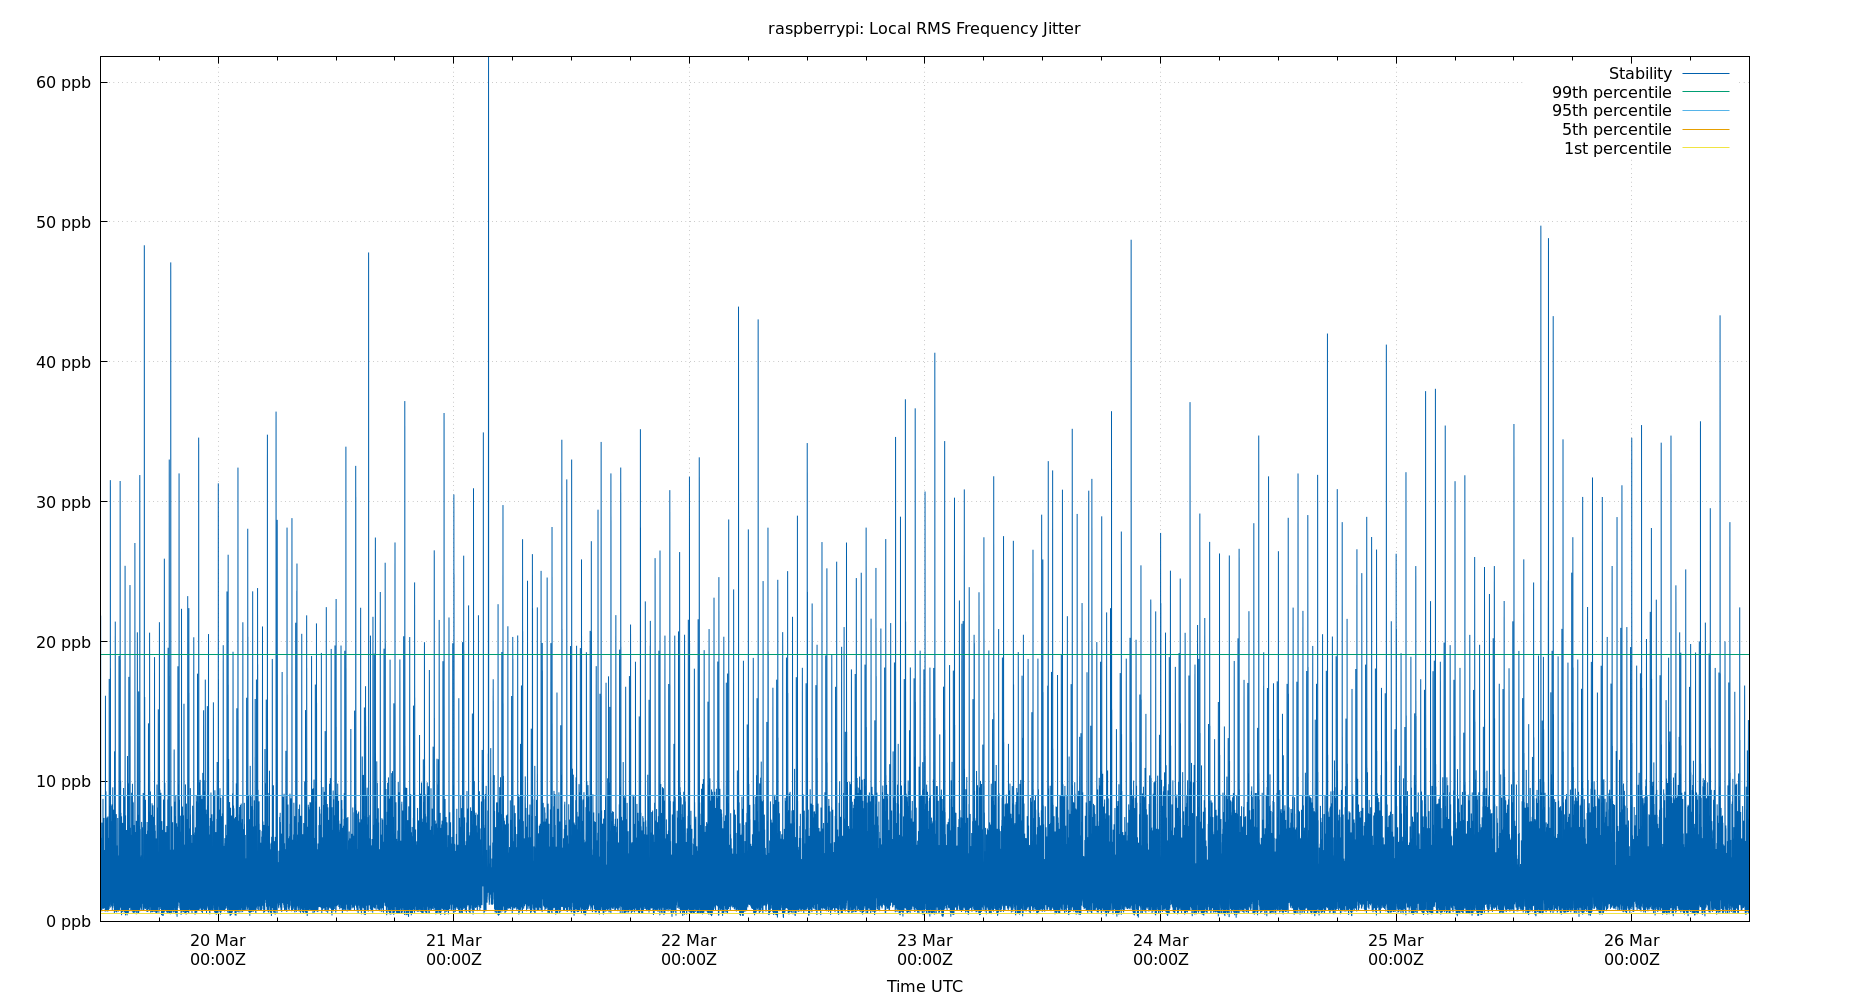 raspberrypi: Local RMS Frequency Jitter
Stability
99th percentile
95th percentile
5th percentile
1st percentile
60 ppb
50 ppb
40 ppb
30 ppb
20 ppb
10 ppb
0 ppb
20 Mar 21 Mar 22 Mar 23 Mar 24 Mar 25 Mar 26 Mar
00:00Z 00:00Z 00:00Z 00:00Z 00:00Z 00:00Z 00:00Z
Time UTC